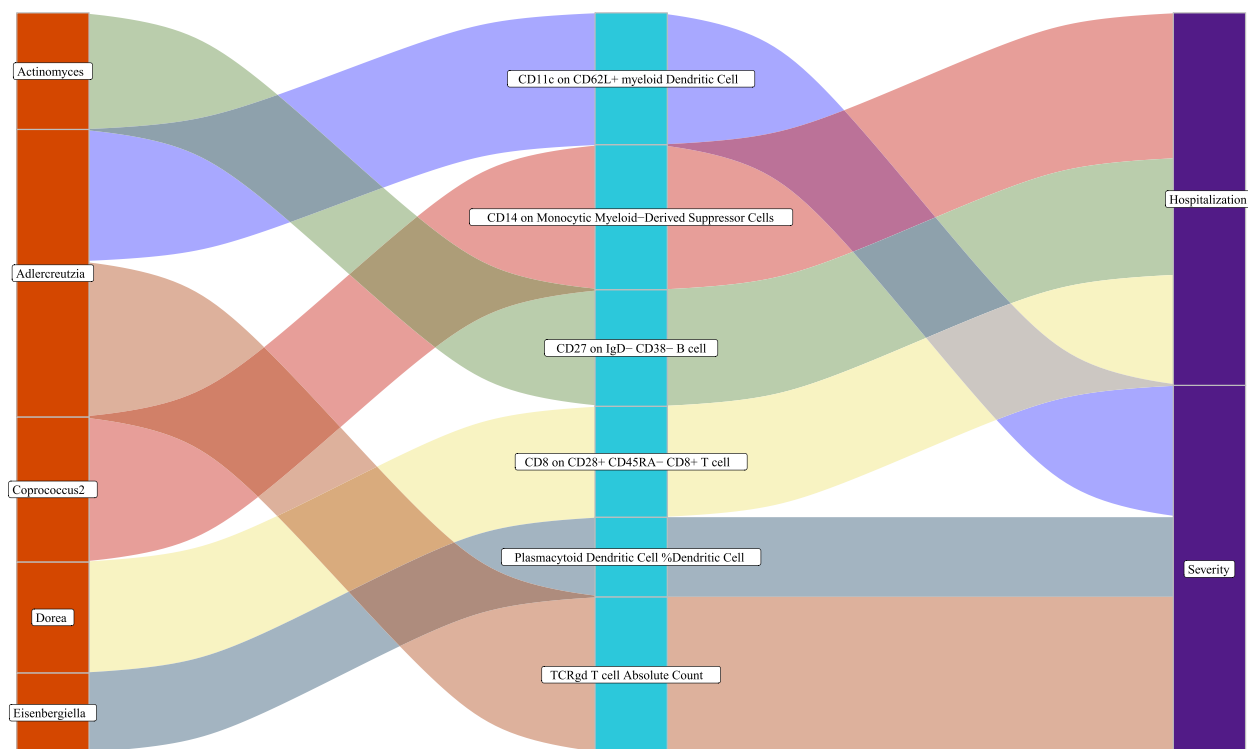 Actinomyces
Adlercreutzia
Coprococcus2
Dorea
Eisenbergiella
CD11c on CD62L+ myeloid Dendritic Cell
CD14 on Monocytic Myeloid−Derived Suppressor Cells
CD27 on IgD− CD38− B cell
CD8 on CD28+ CD45RA− CD8+ T cell
Plasmacytoid Dendritic Cell %Dendritic Cell
TCRgd T cell Absolute Count
Hospitalization
Severity